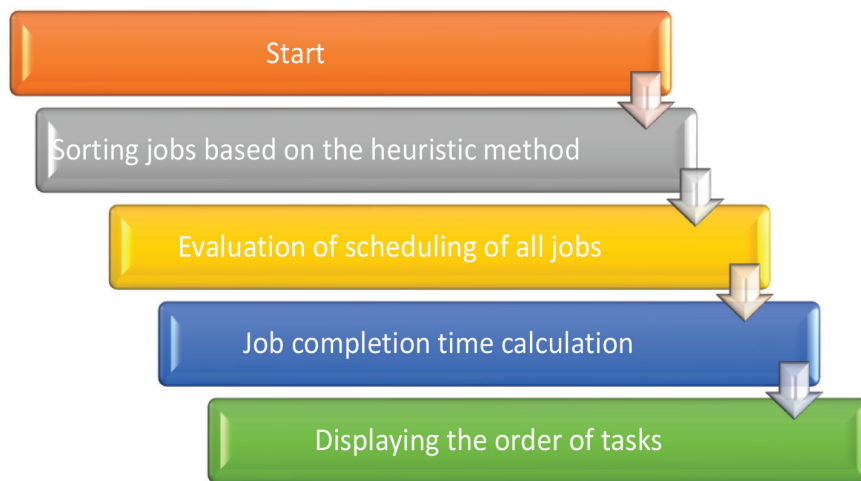 Start
Sorting jobs based on the heuristic method
Evaluation of scheduling of all jobs
Job completion time calculation
Displaying the order of tasks